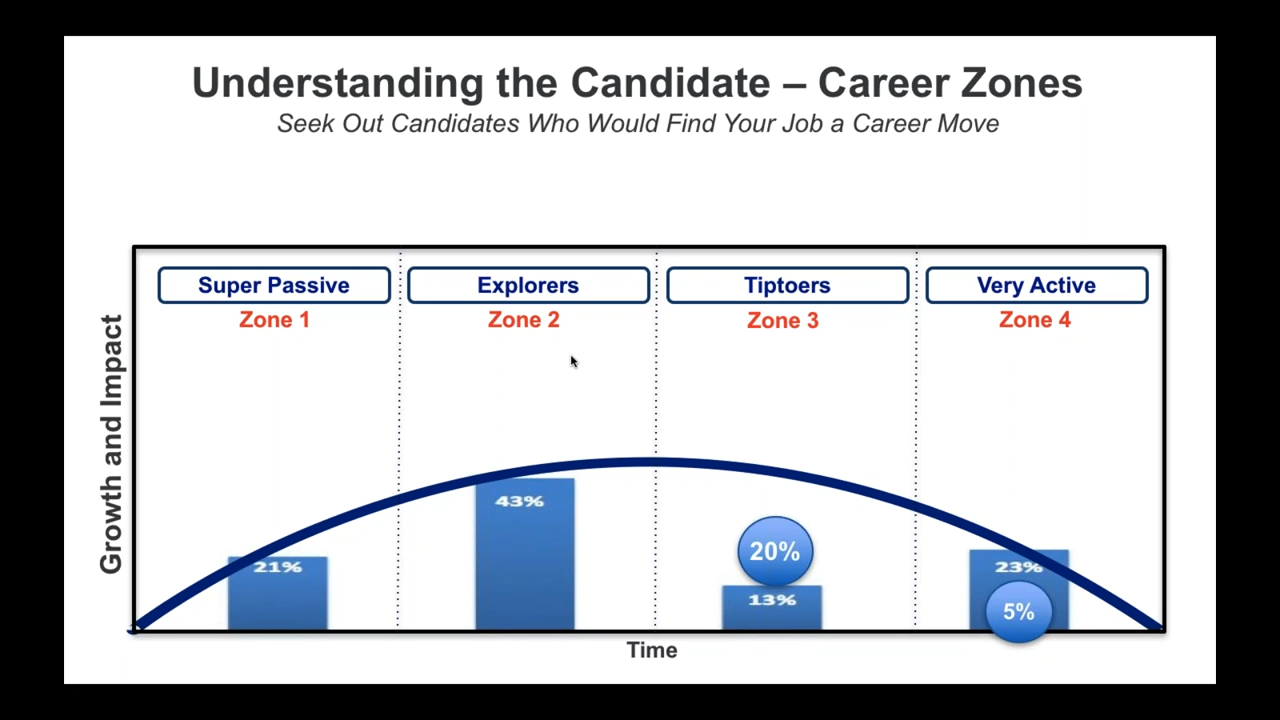 Understanding the Candidate – Career Zones
Seek Out Candidates Who Would Find Your Job a Career Move
Super Passive
Explorers
Tiptoers
Very Active
Zone 1
Zone 2
Zone 3
Zone 4
Growth and Impact
21%
43%
20%
13%
23%
5%
Time